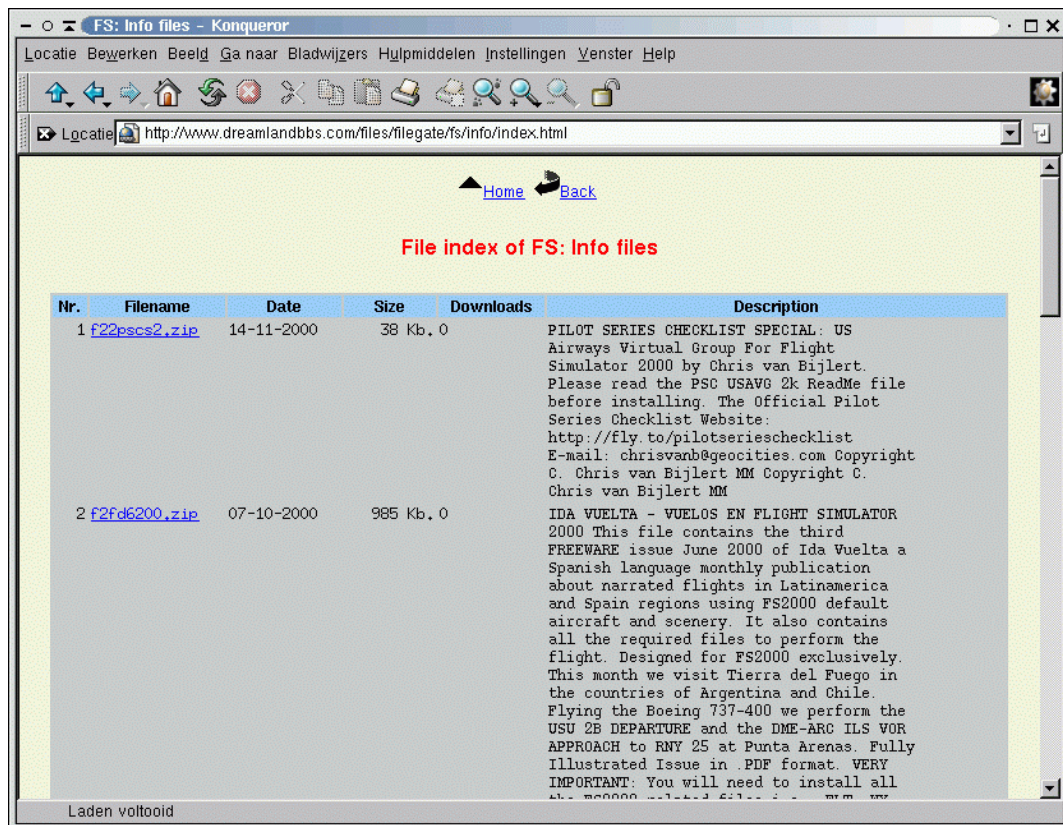 FS: Info files - Konqueror
Locatie Bewerken Beeld Ga naar Bladwijzers Hulpmiddelen Instellingen Venster Help
Locatie http://www.dreamlandbbs.com/files/filegate/fs/info/index.html
Home Back
File index of FS: Info files
Nr. Filename Date Size Downloads Description
1 f22pscs2.zip 14-11-2000 38 Kb. 0 PILOT SERIES CHECKLIST SPECIAL: US
Airways Virtual Group For Flight
Simulator 2000 by Chris van Bijlert.
Please read the PSC USAVG 2k ReadMe file
before installing. The Official Pilot
Series Checklist Website:
http://fly.to/pilotserieschecklist
E-mail: chrisvanb@geocities.com Copyright
C. Chris van Bijlert MM Copyright C.
Chris van Bijlert MM
2 f2fd6200.zip 07-10-2000 985 Kb. 0 IDA VUELTA - VUELOS EN FLIGHT SIMULATOR
2000 This file contains the third
FREEWARE issue June 2000 of Ida Vuelta a
Spanish language monthly publication
about narrated flights in Latinamerica
and Spain regions using FS2000 default
aircraft and scenery. It also contains
all the required files to perform the
flight. Designed for FS2000 exclusively.
This month we visit Tierra del Fuego in
the countries of Argentina and Chile.
Flying the Boeing 737-400 we perform the
USU 2B DEPARTURE and the DME-ARC ILS VOR
APPROACH to RNY 25 at Punta Arenas. Fully
Illustrated Issue in .PDF format. VERY
IMPORTANT: You will need to install all
Laden voltooid